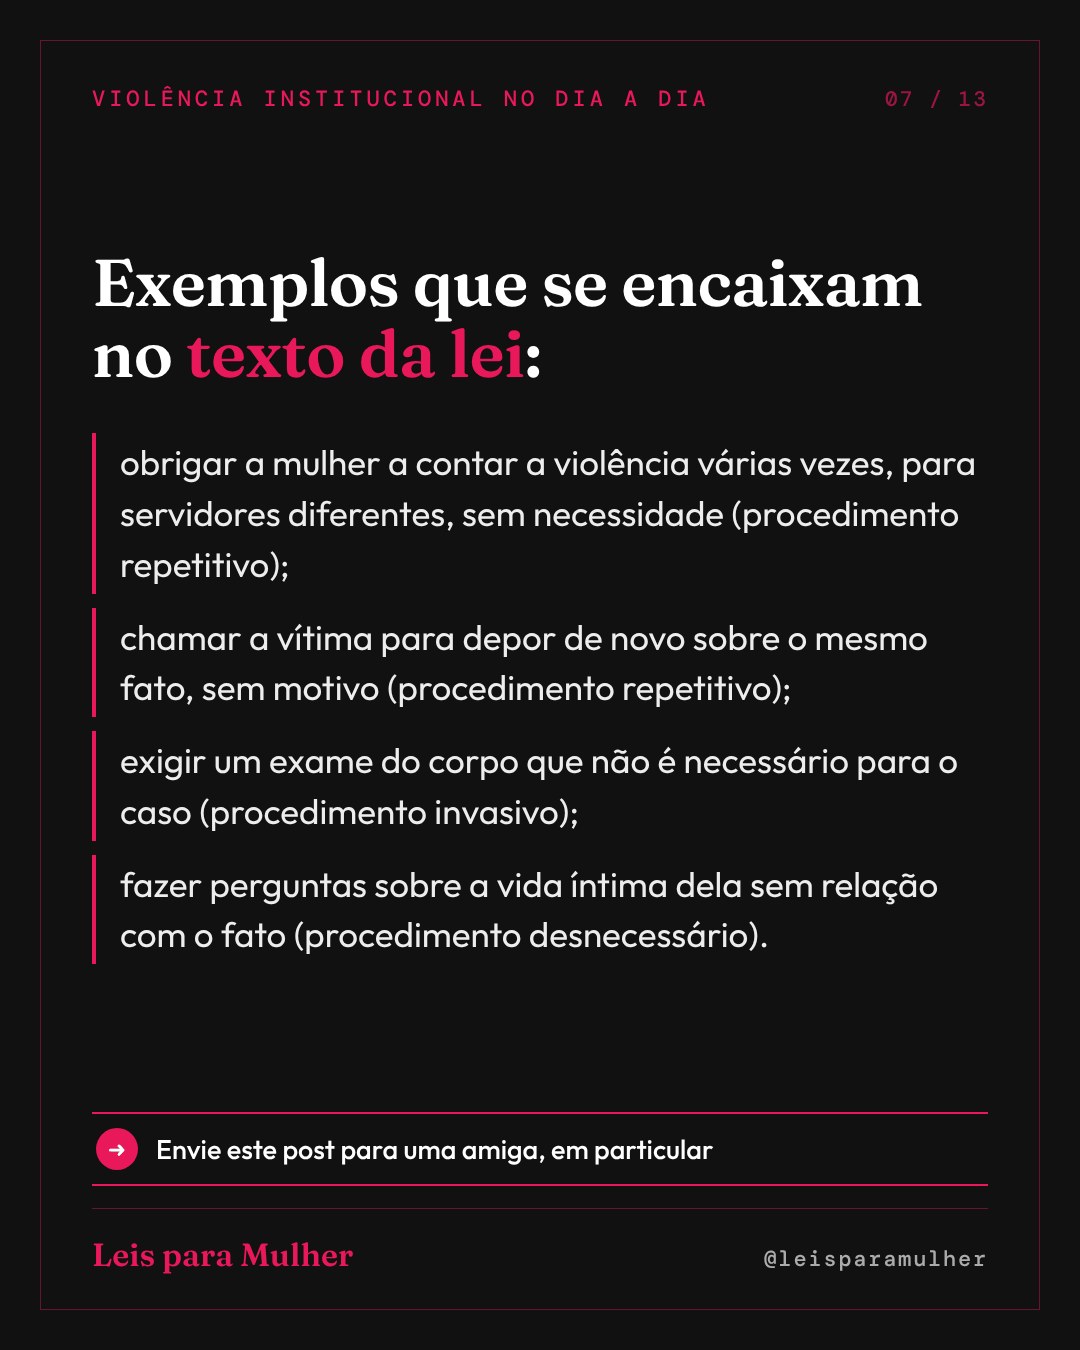 VIOLÊNCIA INSTITUCIONAL NO DIA A DIA
07 / 13
Exemplos que se encaixam
no texto da lei:
obrigar a mulher a contar a violência várias vezes, para
servidores diferentes, sem necessidade (procedimento
repetitivo);
chamar a vítima para depor de novo sobre o mesmo
fato, sem motivo (procedimento repetitivo);
exigir um exame do corpo que não é necessário para o
caso (procedimento invasivo);
fazer perguntas sobre a vida íntima dela sem relação
com o fato (procedimento desnecessário).
Envie este post para uma amiga, em particular
Leis para Mulher
@leisparamulher